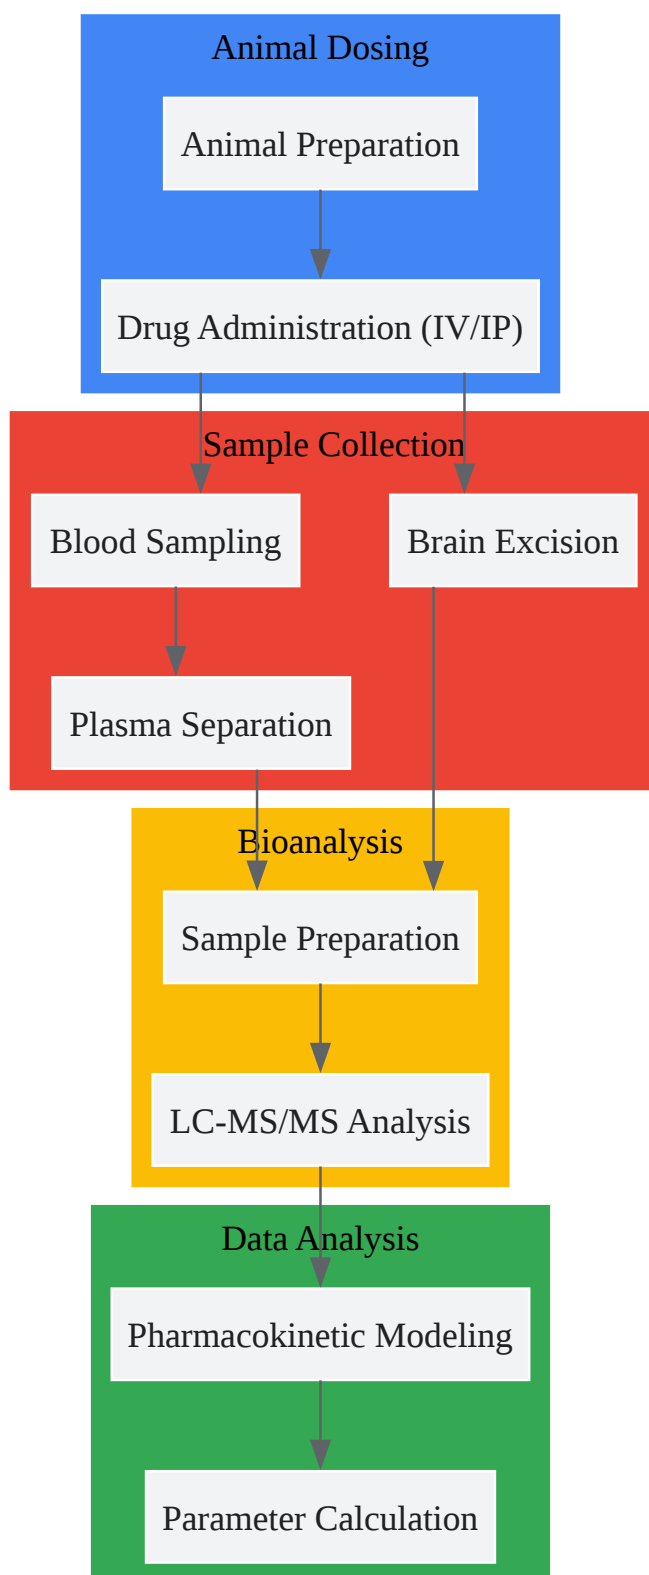 Animal Dosing
Animal Preparation
Drug Administration (IV/IP)
Sample Collection
Blood Sampling
Brain Excision
Plasma Separation
Bioanalysis
Sample Preparation
LC-MS/MS Analysis
Data Analysis
Pharmacokinetic Modeling
Parameter Calculation